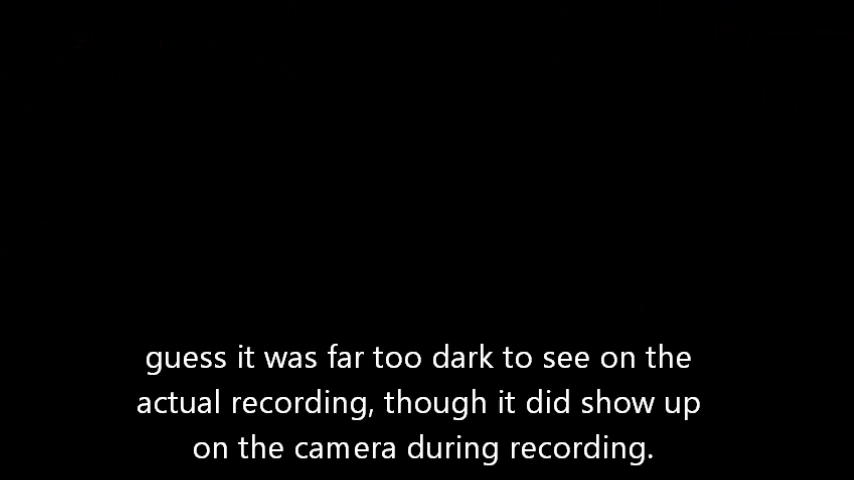 guess it was far too dark to see on the
actual recording, though it did show up
on the camera during recording.